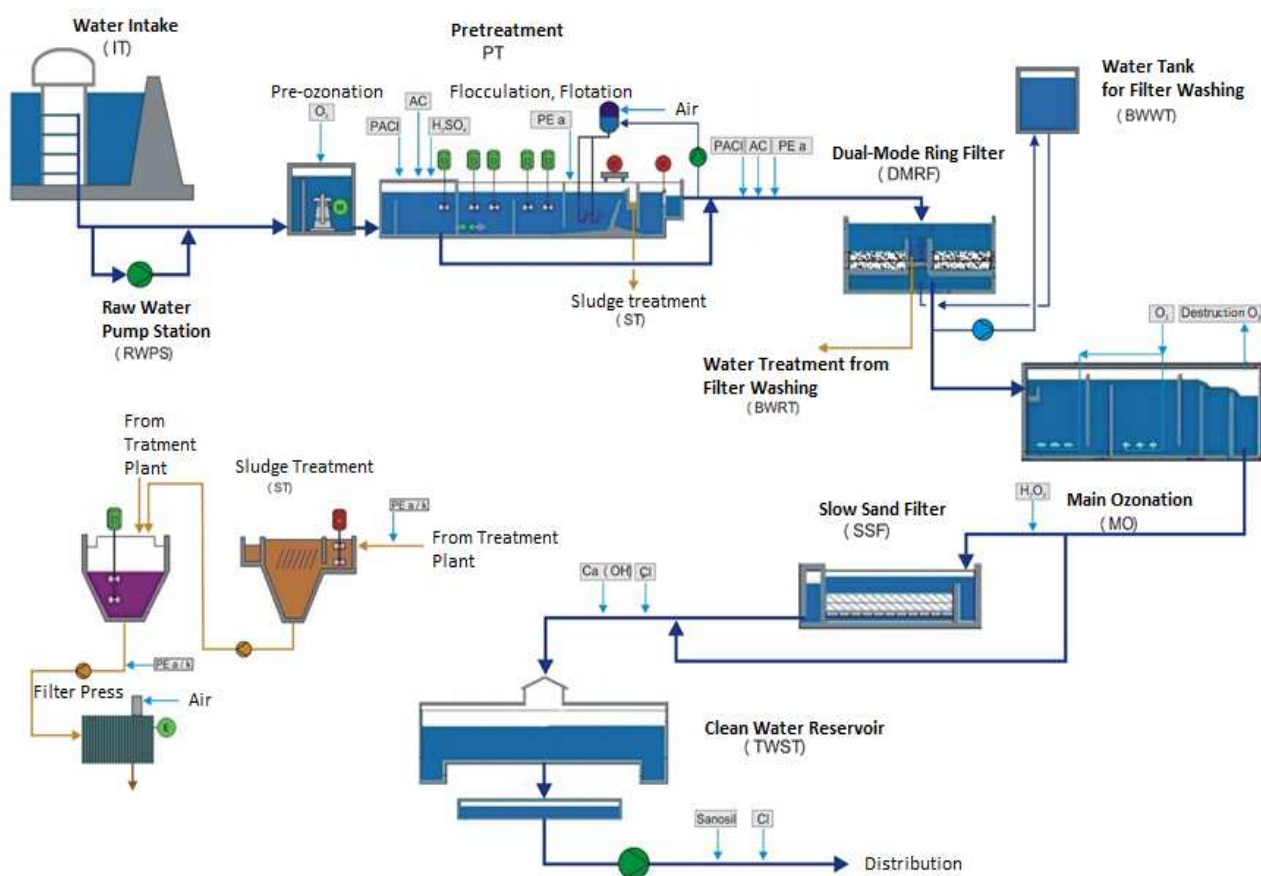 Water Intake
( IT )
Pretreatment
PT
Pre-ozonation
O₃
PACl
AC
H₂SO₄
Flocculation, Flotation
PE a
Air
PACl
AC
PE a
Dual-Mode Ring Filter
( DMRF)
Water Tank
for Filter Washing
( BWWT)
Raw Water
Pump Station
( RWPS)
M
Sludge treatment
( ST)
Water Treatment from
Filter Washing
( BWRT)
O₃
Destruction O₃
From
Tratment
Plant
Sludge Treatment
( ST)
PE a / k
From Treatment
Plant
Slow Sand Filter
( SSF)
H₂O₂
Main Ozonation
( MO)
Ca ( OH)
Cl
PE a / k
Filter Press
Air
E
Clean Water Reservoir
( TWST)
Sanosil
Cl
Distribution